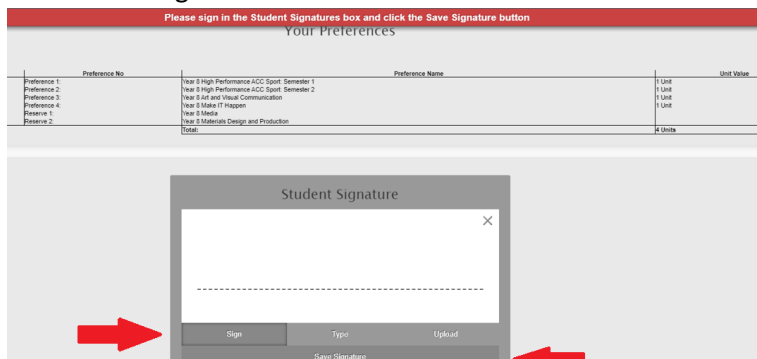 Please sign in the Student Signatures box and click the Save Signature button
Your Preferences
Preference No Preference Name Unit Value
Preference 1: Year 8 High Performance ACC Sport: Semester 1 1 Unit
Preference 2: Year 8 High Performance ACC Sport: Semester 2 1 Unit
Preference 3: Year 8 Art and Visual Communication 1 Unit
Preference 4: Year 8 Make IT Happen 1 Unit
Reserve 1: Year 8 Media
Reserve 2: Year 8 Materials Design and Production
Total: 4 Units
Student Signature
Sign Type Upload
Save Signature